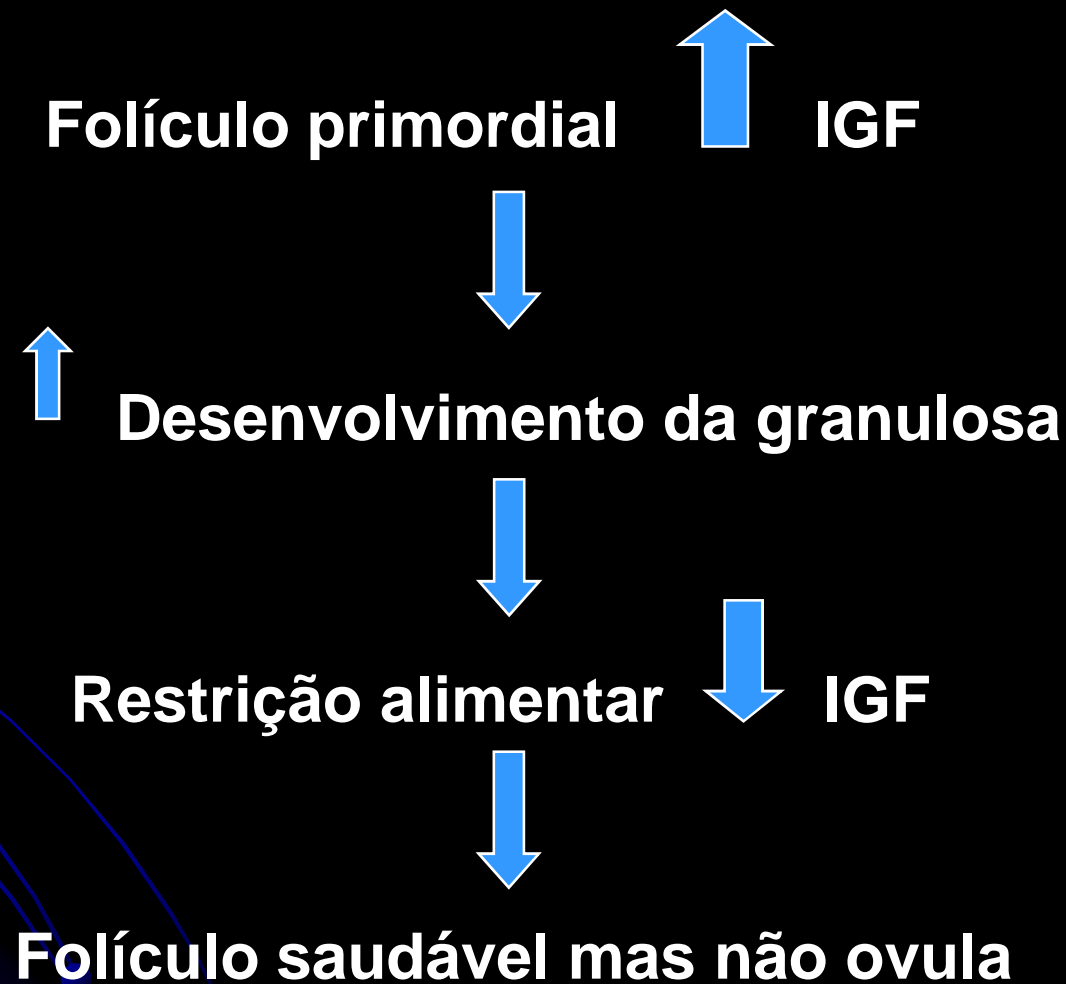 Folículo primordial IGF
Desenvolvimento da granulosa
Restrição alimentar IGF
Folículo saudável mas não ovula